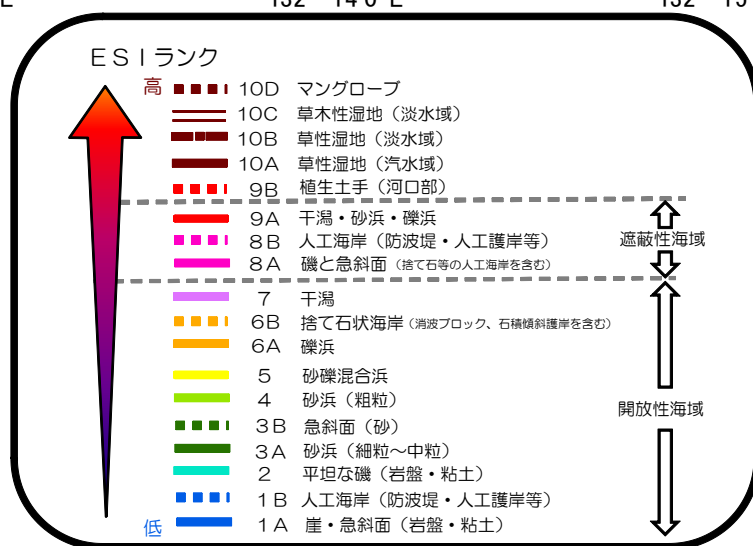 E 132° 14'0"E 132° 15
ESIランク
高 10D マングローブ
10C 草木性湿地（淡水域）
10B 草性湿地（淡水域）
10A 草性湿地（汽水域）
9B 植生土手（河口部）
9A 干潟・砂浜・礫浜
8B 人工海岸（防波堤・人工護岸等）
遮蔽性海域
8A 磯と急斜面（捨て石等の人工海岸を含む）
7 干潟
6B 捨て石状海岸（消波ブロック、石積傾斜護岸を含む）
6A 礫浜
5 砂礫混合浜
4 砂浜（粗粒）
開放性海域
3B 急斜面（砂）
3A 砂浜（細粒～中粒）
2 平坦な磯（岩盤・粘土）
1B 人工海岸（防波堤・人工護岸等）
低 1A 崖・急斜面（岩盤・粘土）